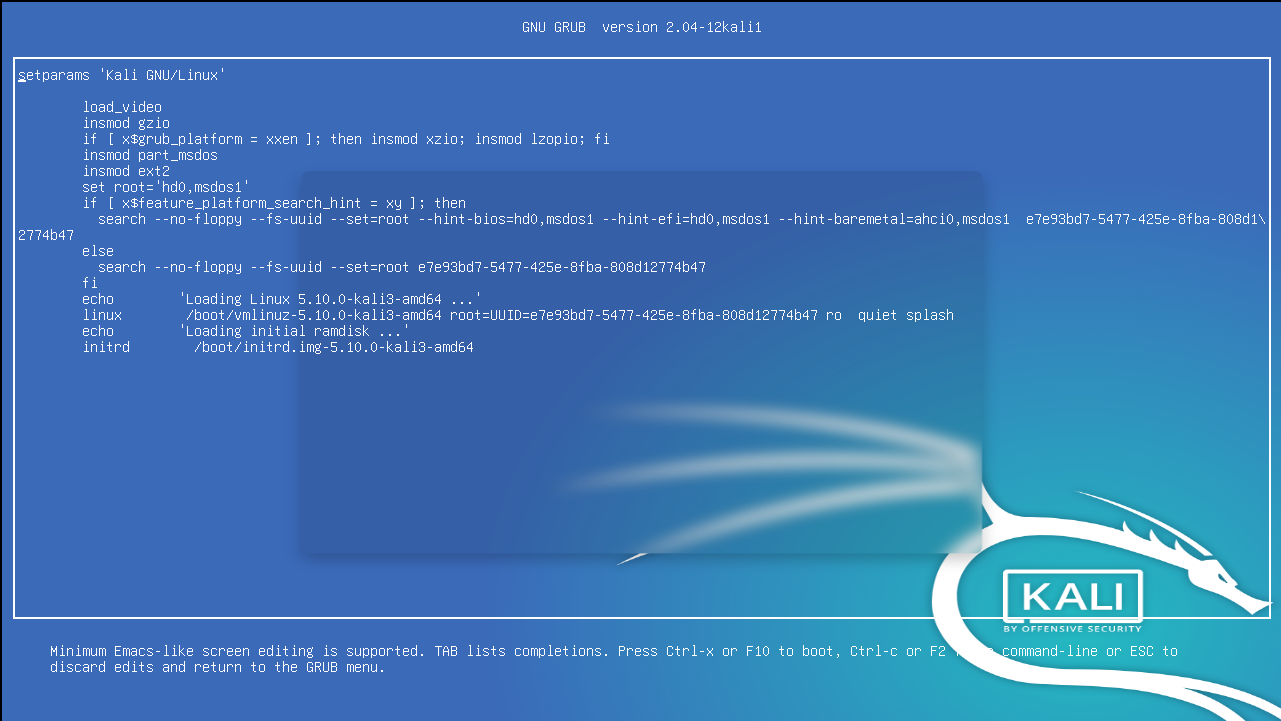 GNU GRUB  version 2.04-12kali1
setparams 'Kali GNU/Linux'
load_video
insmod gzio
if [ x$grub_platform = xxen ]; then insmod xzio; insmod lzopio; fi
insmod part_msdos
insmod ext2
set root='hd0,msdos1'
if [ x$feature_platform_search_hint = xy ]; then
search --no-floppy --fs-uuid --set=root --hint-bios=hd0,msdos1 --hint-efi=hd0,msdos1 --hint-baremetal=ahci0,msdos1  e7e93bd7-5477-425e-8fba-808d1\
2774b47
else
search --no-floppy --fs-uuid --set=root e7e93bd7-5477-425e-8fba-808d12774b47
fi
echo        'Loading Linux 5.10.0-kali3-amd64 ...'
linux        /boot/vmlinuz-5.10.0-kali3-amd64 root=UUID=e7e93bd7-5477-425e-8fba-808d12774b47 ro  quiet splash
echo        'Loading initial ramdisk ...'
initrd        /boot/initrd.img-5.10.0-kali3-amd64
KALI
BY OFFENSIVE SECURITY
Minimum Emacs-like screen editing is supported. TAB lists completions. Press Ctrl-x or F10 to boot, Ctrl-c or F2 command-line or ESC to
discard edits and return to the GRUB menu.